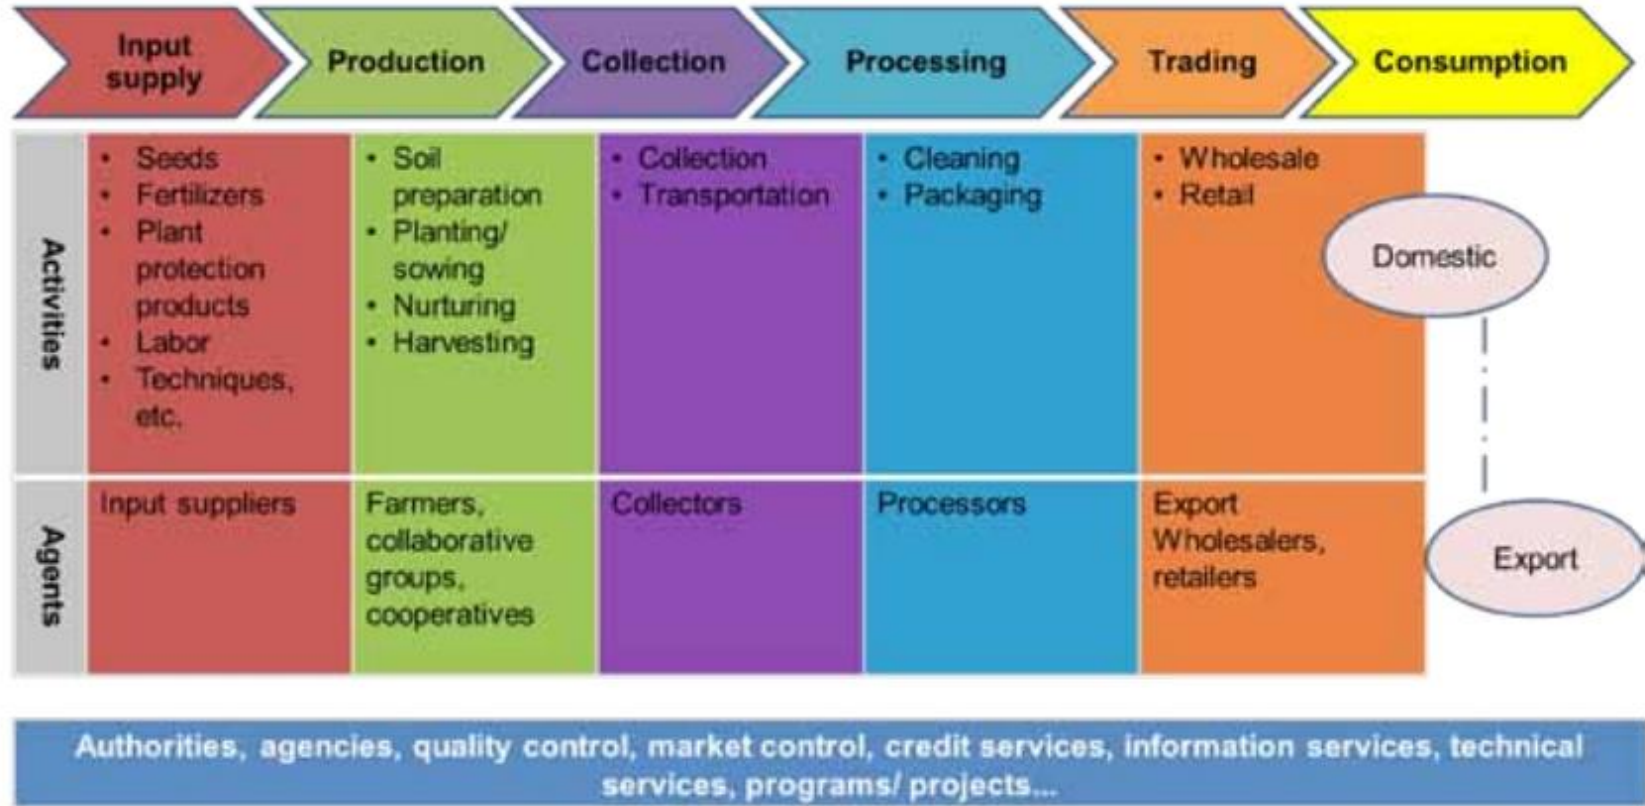 Input
supply
Production
Collection
Processing
Trading
Consumption
Activities
• Seeds
• Fertilizers
• Plant
protection
products
• Labor
• Techniques,
etc.
• Soil
preparation
• Planting/
sowing
• Nurturing
• Harvesting
• Collection
• Transportation
• Cleaning
• Packaging
• Wholesale
• Retail
Domestic
Agents
Input suppliers
Farmers,
collaborative
groups,
cooperatives
Collectors
Processors
Export
Wholesalers,
retailers
Export
Authorities, agencies, quality control, market control, credit services, information services, technical
services, programs/ projects...